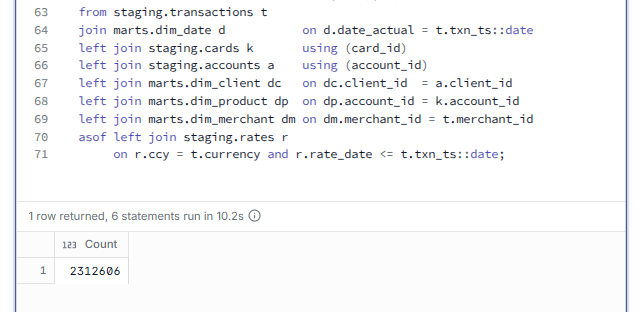 63 from staging.transactions t
64 join marts.dim_date d on d.date_actual = t.txn_ts::date
65 left join staging.cards k using (card_id)
66 left join staging.accounts a using (account_id)
67 left join marts.dim_client dc on dc.client_id = a.client_id
68 left join marts.dim_product dp on dp.account_id = k.account_id
69 left join marts.dim_merchant dm on dm.merchant_id = t.merchant_id
70 asof left join staging.rates r
71 on r.ccy = t.currency and r.rate_date <= t.txn_ts::date;
1 row returned, 6 statements run in 10.2s
123 Count
1 2312606